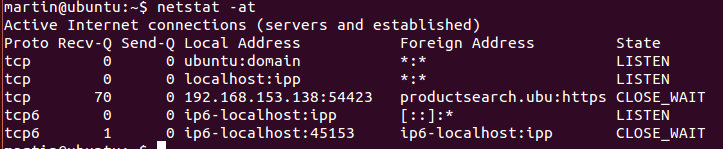 martin@ubuntu:~$ netstat -at
Active Internet connections (servers and established)
Proto Recv-Q Send-Q Local Address           Foreign Address         State
tcp        0      0 ubuntu:domain           *:*                     LISTEN
tcp        0      0 localhost:ipp           *:*                     LISTEN
tcp       70      0 192.168.153.138:54423   productsearch.ubu:https CLOSE_WAIT
tcp6       0      0 ip6-localhost:ipp       [::]:*                  LISTEN
tcp6       1      0 ip6-localhost:45153     ip6-localhost:ipp       CLOSE_WAIT
martin@ubuntu:~$